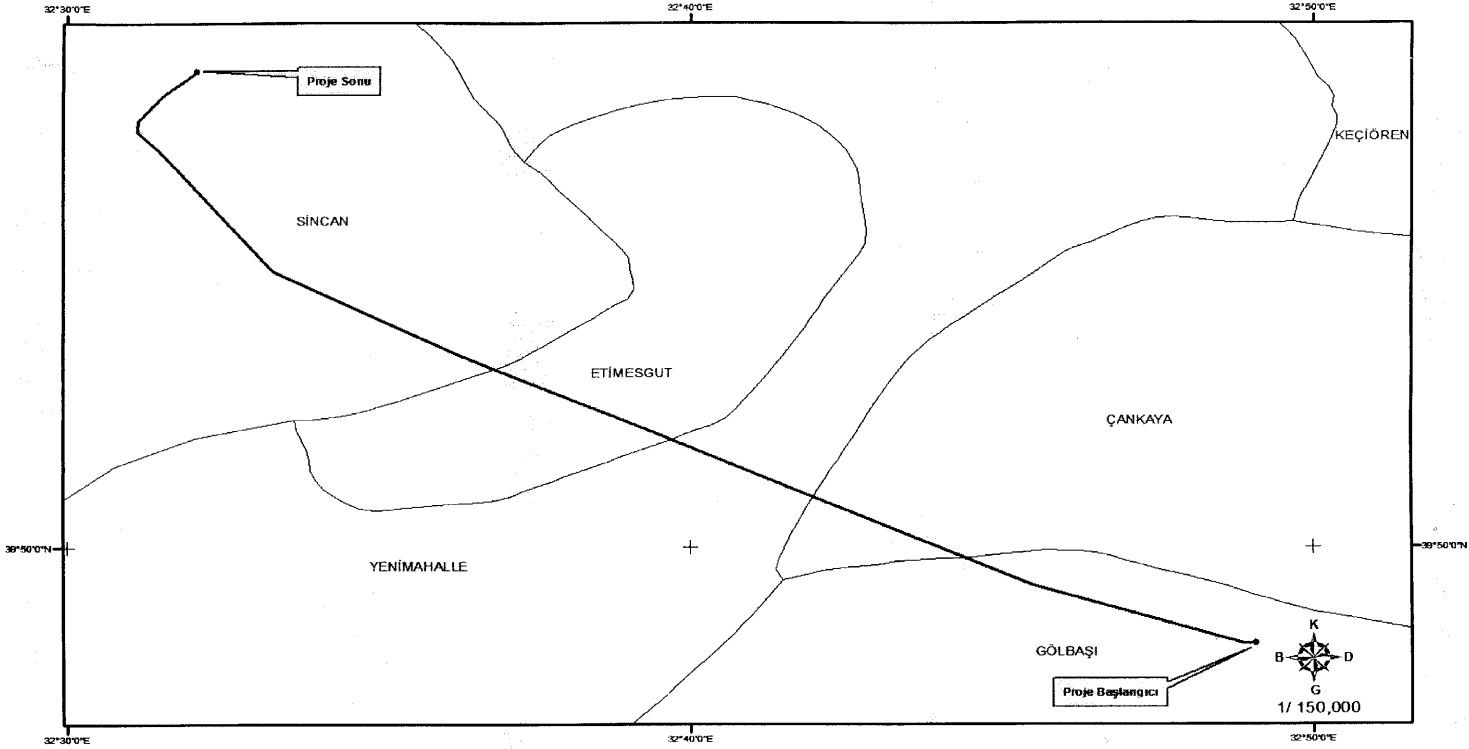 32°30'0"E
32°40'0"E
32°50'0"E
Proje Sonu
KEÇİÖREN
SİNCAN
ETİMESGUT
ÇANKAYA
39°50'0"N
39°50'0"N
YENİMAHALLE
K
GÖLBAŞI
B
D
Proje Başlangıcı
G
1/ 150,000
32°30'0"E
32°40'0"E
32°50'0"E